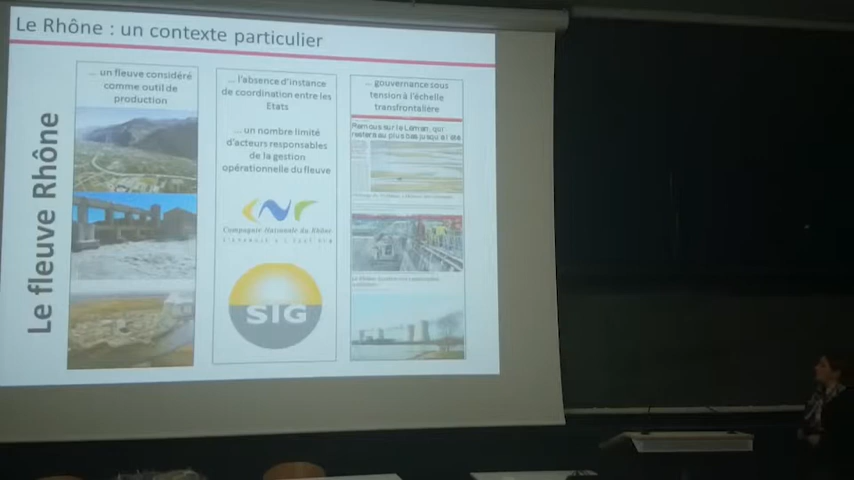 Le Rhône : un contexte particulier
Le fleuve Rhône
... un fleuve considéré
comme outil de
production
... l'absence d'instance
de coordination entre les
Etats
... un nombre limité
d'acteurs responsables
de la gestion
opérationnelle du fleuve
CNR
Compagnie Nationale du Rhône
SIG
... gouvernance sous
tension à l'échelle
transfrontalière
Remous sur le Léman, qui
restera au plus bas jusqu'à l'été